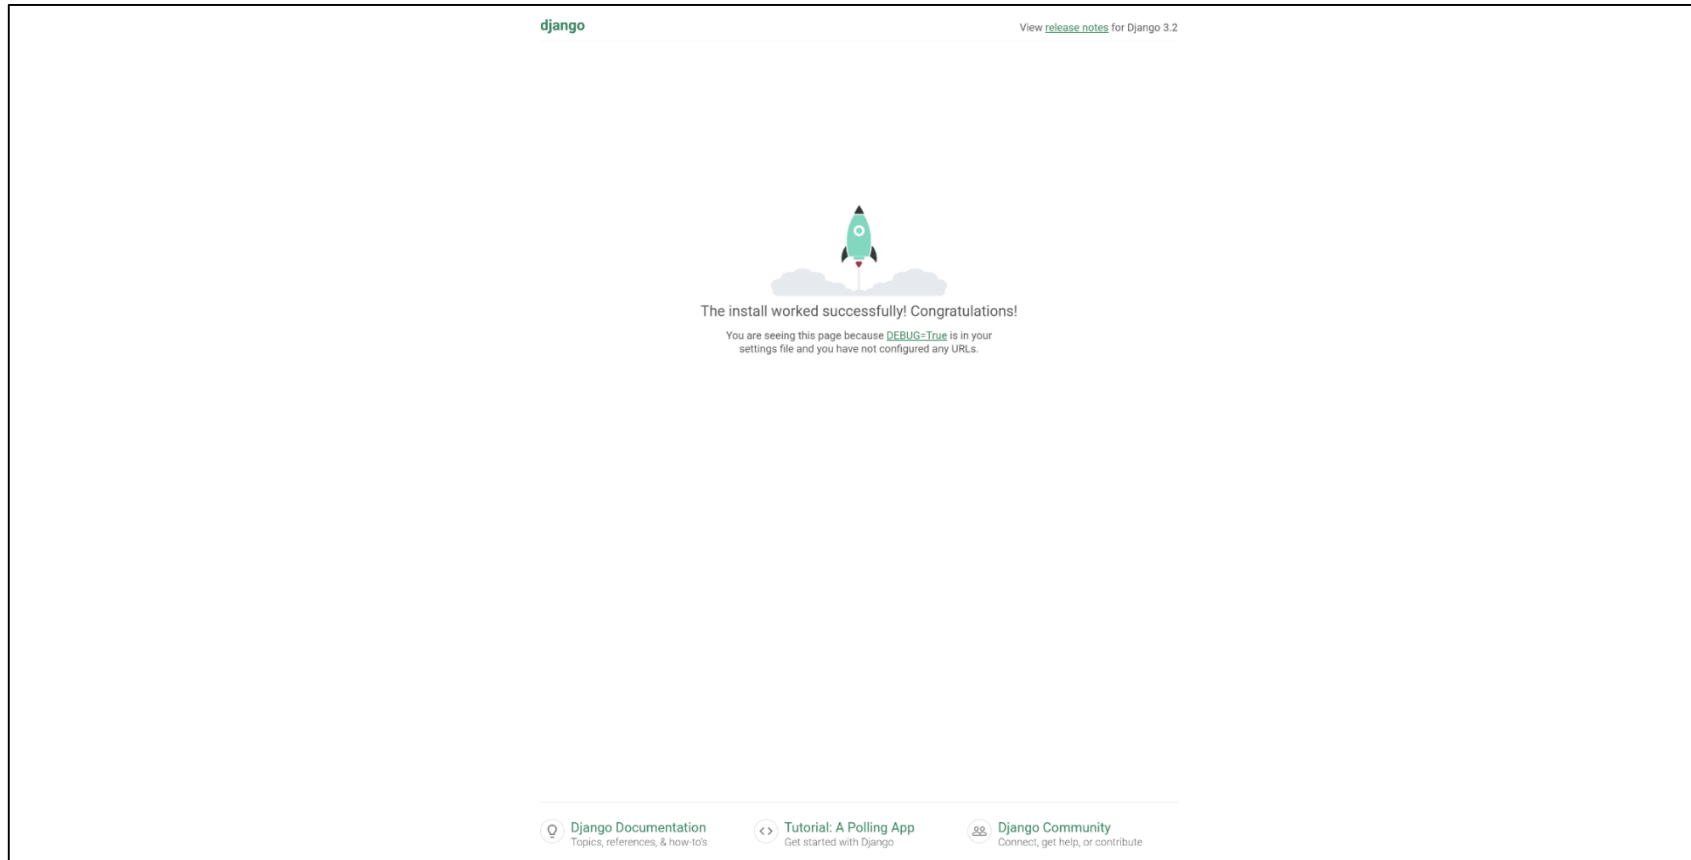 django
View release notes for Django 3.2
The install worked successfully! Congratulations!
You are seeing this page because DEBUG=True is in your
settings file and you have not configured any URLs.
Django Documentation
Topics, references, & how-to's
Tutorial: A Polling App
Get started with Django
Django Community
Connect, get help, or contribute